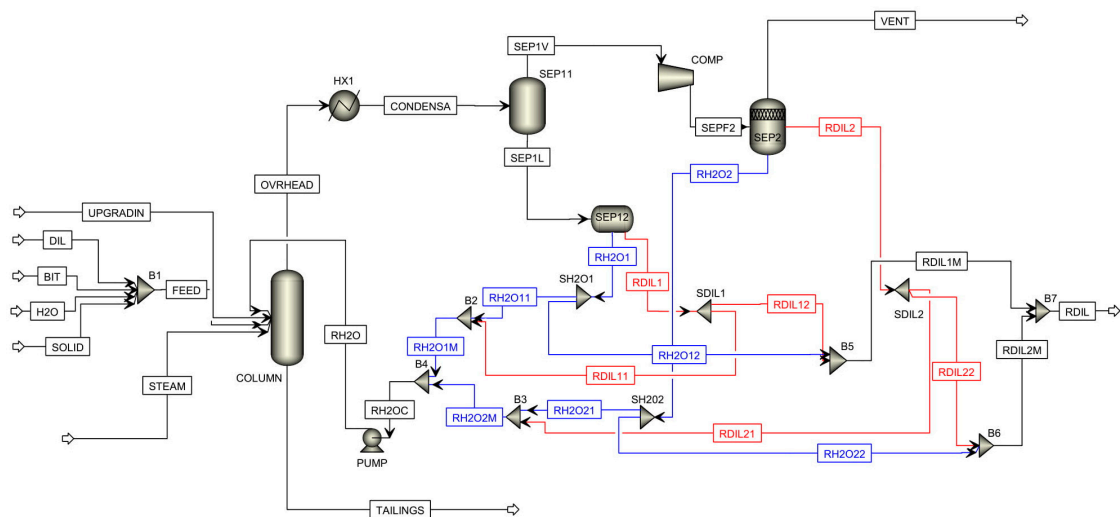 VENT
SEP1V
COMP
SEP11
HX1
CONDENSA
SEPF2
SEP2
RDIL2
SEP1L
RH2O2
OVRHEAD
SEP12
UPGRADIN
RH2O1
DIL
RDIL1
RDIL1M
B1
SH2O1
BIT
FEED
RH2O11
SDIL1
RDIL12
B7
RDIL
B2
SDIL2
H2O
RH2O
RH2O1M
RH2O12
B5
SOLID
RDIL2M
B4
RDIL11
RDIL22
COLUMN
STEAM
B3
SH202
RH2OC
RH2O2M
RH2O21
B6
RDIL21
PUMP
RH2O22
TAILINGS